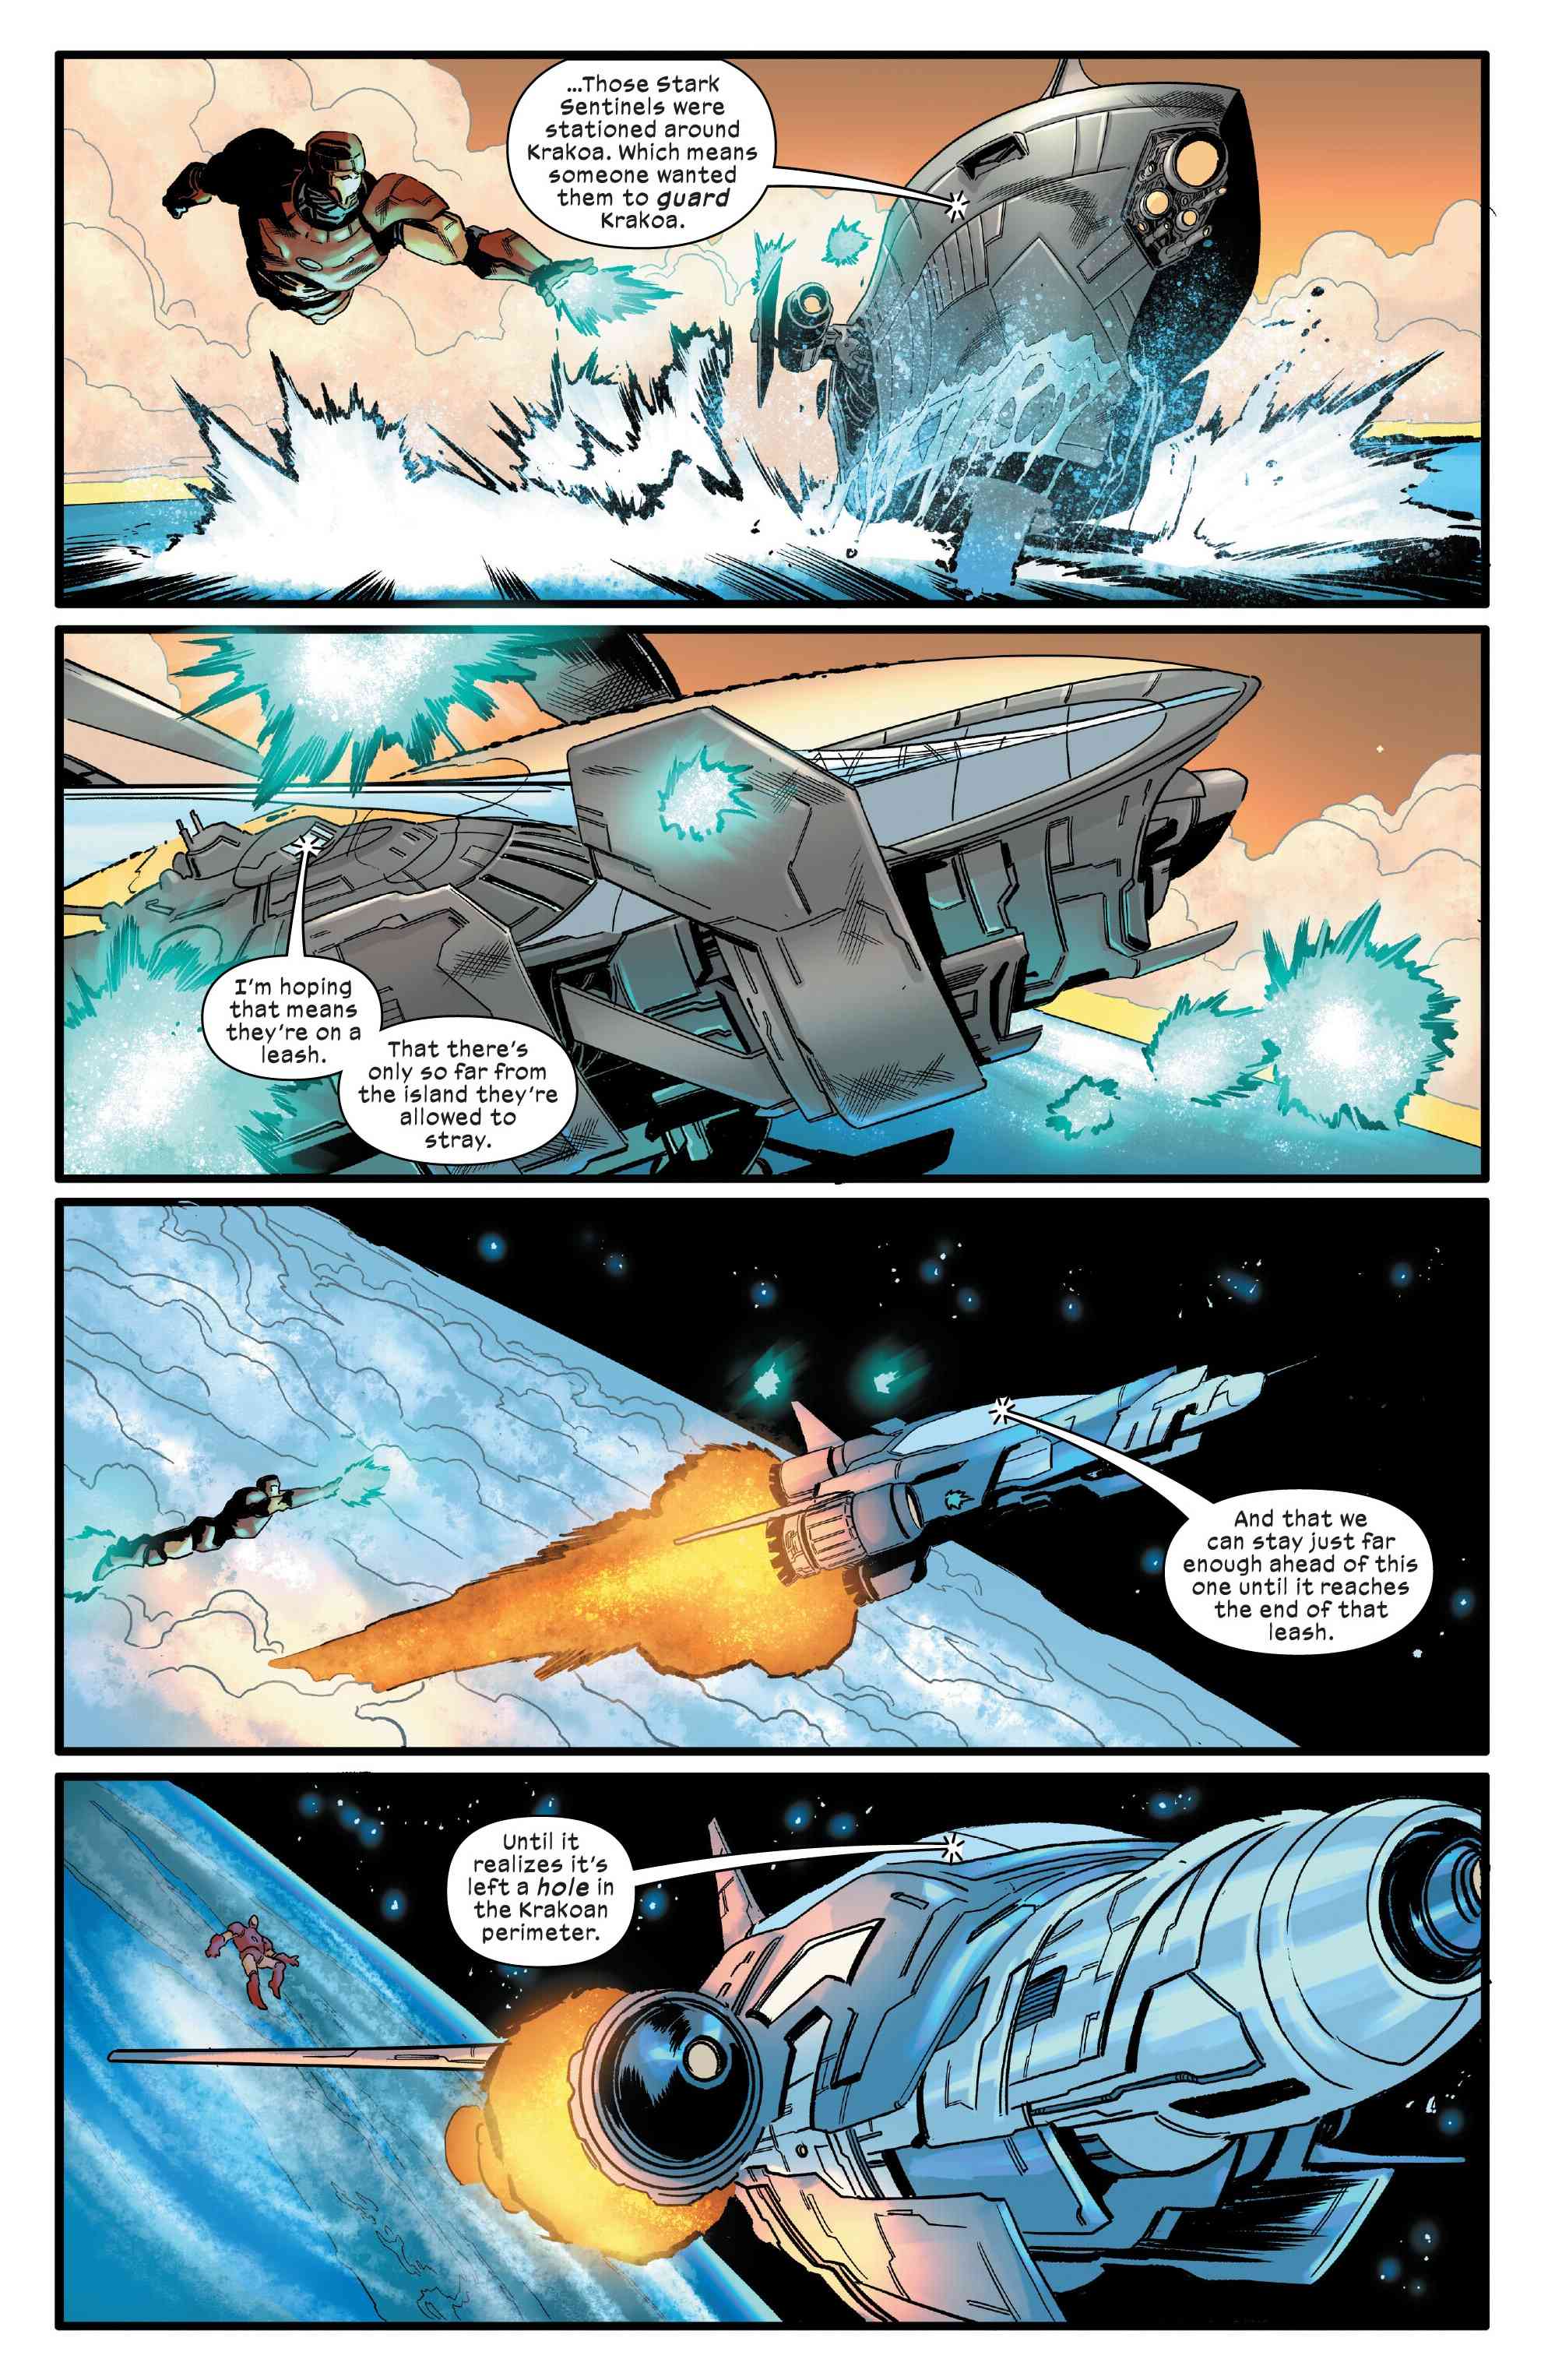 ...Those Stark
Sentinels were
stationed around
Krakoa. Which means
someone wanted
them to guard
Krakoa.
I'm hoping
that means
they're on a
leash.
That there's
only so far from
the island they're
allowed to
stray.
And that we
can stay just far
enough ahead of this
one until it reaches
the end of that
leash.
Until it
realizes it's
left a hole in
the Krakoan
perimeter.